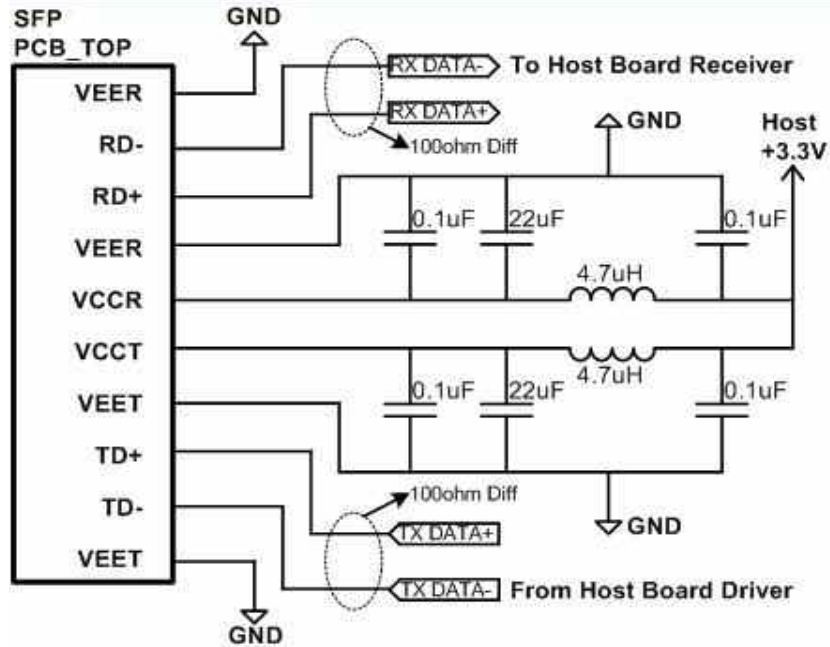 SFP
PCB_TOP
GND
VEER
RD-
RD+
VEER
VCCR
VCCT
VEET
TD+
TD-
VEET
GND
RX DATA-
To Host Board Receiver
RX DATA+
100ohm Diff
GND
Host
+3.3V
0.1uF
22uF
0.1uF
4.7uH
4.7uH
0.1uF
22uF
0.1uF
100ohm Diff
GND
TX DATA+
TX DATA-
From Host Board Driver